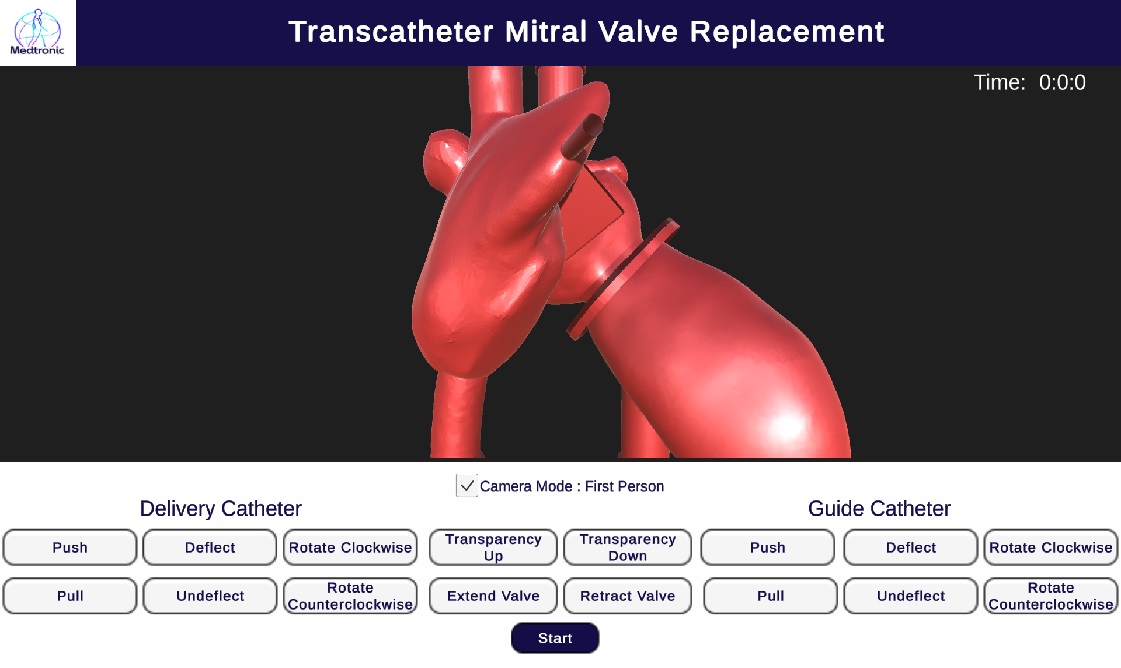 Medtronic
Transcatheter Mitral Valve Replacement
Time: 0:0:0
Camera Mode : First Person
Delivery Catheter
Guide Catheter
Push
Deflect
Rotate Clockwise
Transparency
Up
Transparency
Down
Push
Deflect
Rotate Clockwise
Pull
Undeflect
Rotate
Counterclockwise
Extend Valve
Retract Valve
Pull
Undeflect
Rotate
Counterclockwise
Start